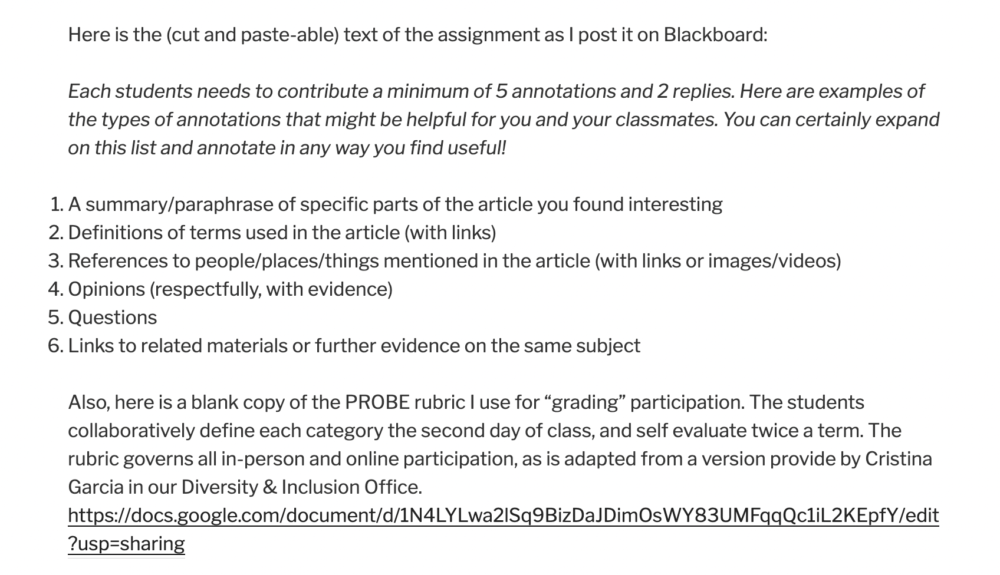 Here is the (cut and paste-able) text of the assignment as I post it on Blackboard:
Each students needs to contribute a minimum of 5 annotations and 2 replies. Here are examples of
the types of annotations that might be helpful for you and your classmates. You can certainly expand
on this list and annotate in any way you find useful!
1. A summary/paraphrase of specific parts of the article you found interesting
2. Definitions of terms used in the article (with links)
3. References to people/places/things mentioned in the article (with links or images/videos)
4. Opinions (respectfully, with evidence)
5. Questions
6. Links to related materials or further evidence on the same subject
Also, here is a blank copy of the PROBE rubric I use for “grading” participation. The students
collaboratively define each category the second day of class, and self evaluate twice a term. The
rubric governs all in-person and online participation, as is adapted from a version provide by Cristina
Garcia in our Diversity & Inclusion Office.
https://docs.google.com/document/d/1N4LYLwa2lSq9BizDaJDimOsWY83UMFqqQc1iL2KEpfY/edit
?usp=sharing